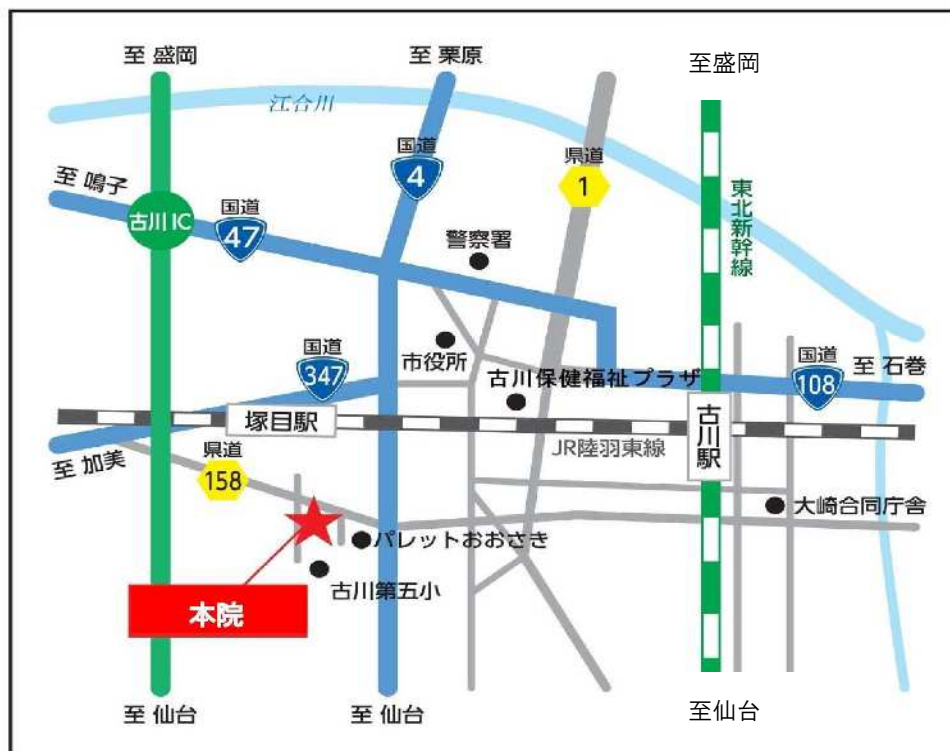 至 盛岡
至 栗原
至盛岡
江合川
国道
4
県道
1
至 鳴子
古川 IC
国道
47
警察署
東北新幹線
国道
347
市役所
古川保健福祉プラザ
国道
108
至 石巻
塚目駅
JR陸羽東線
古川駅
至 加美
県道
158
大崎合同庁舎
パレットおおさき
古川第五小
本院
至 仙台
至 仙台
至仙台